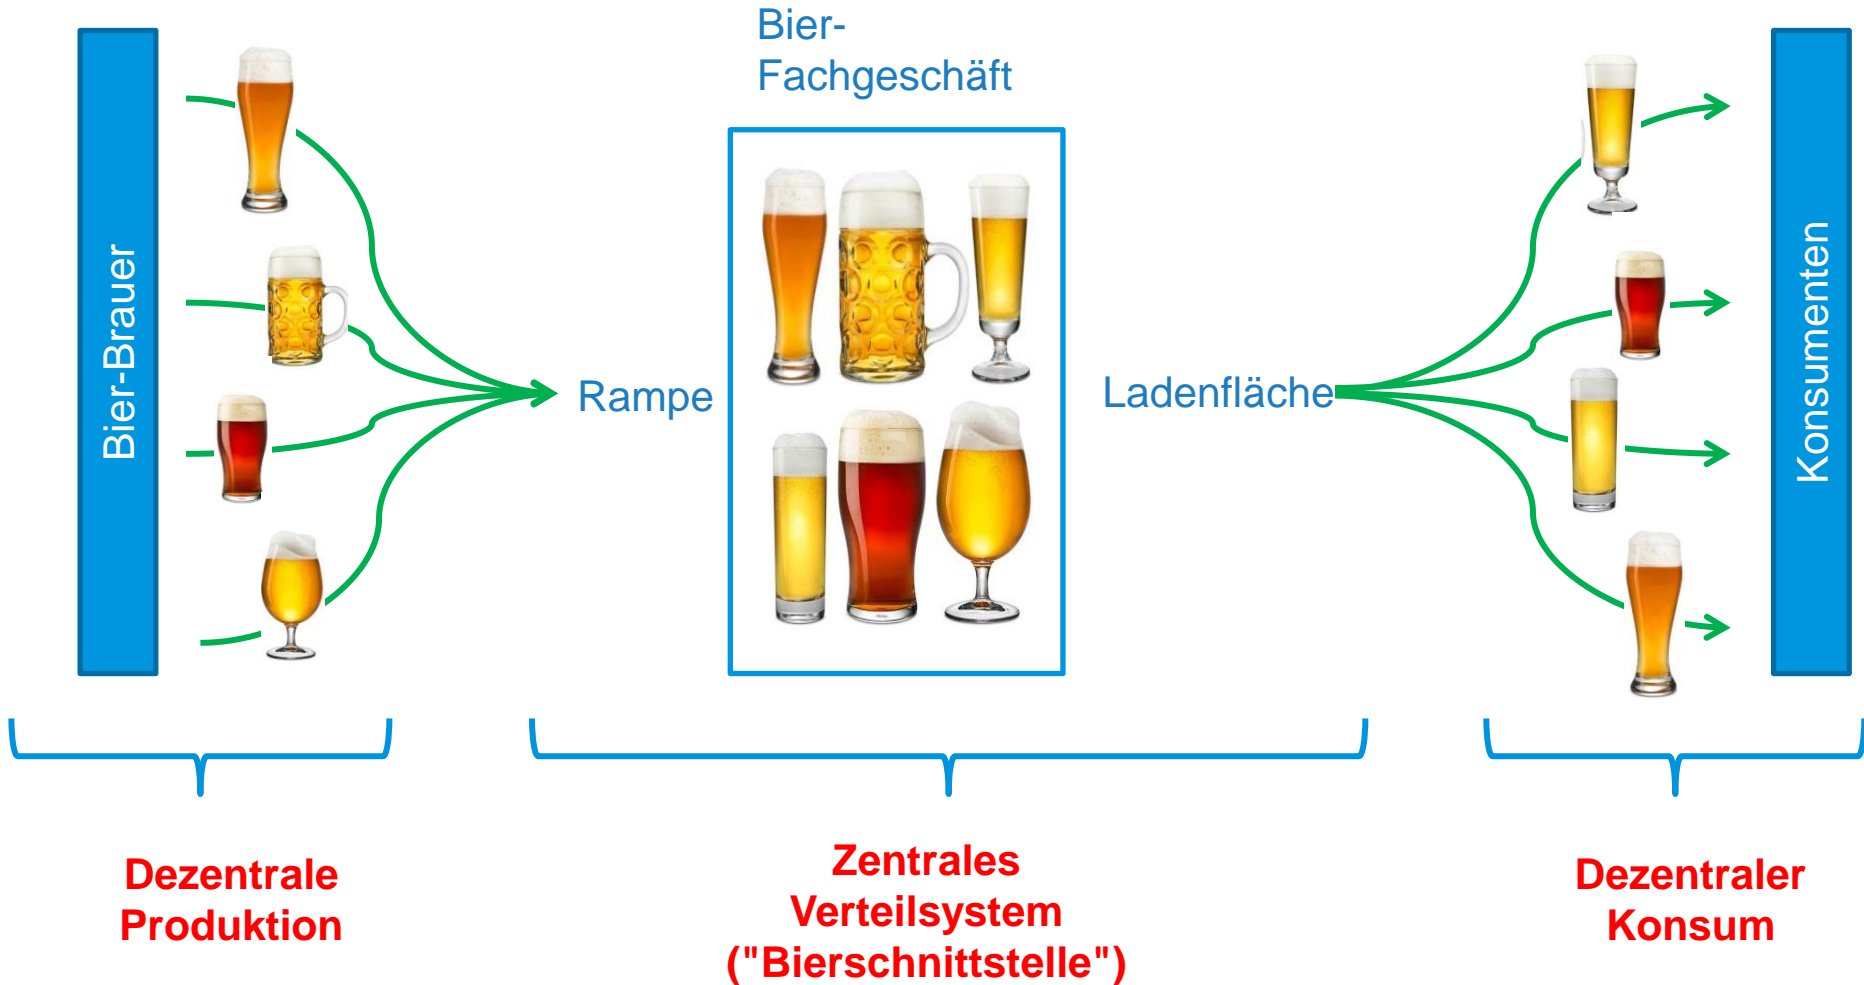 Bier-
Fachgeschäft
Bier-Brauer
Rampe
Ladenfläche
Konsumenten
Dezentrale
Produktion
Zentrales
Verteilsystem
("Bierschnittstelle")
Dezentraler
Konsum